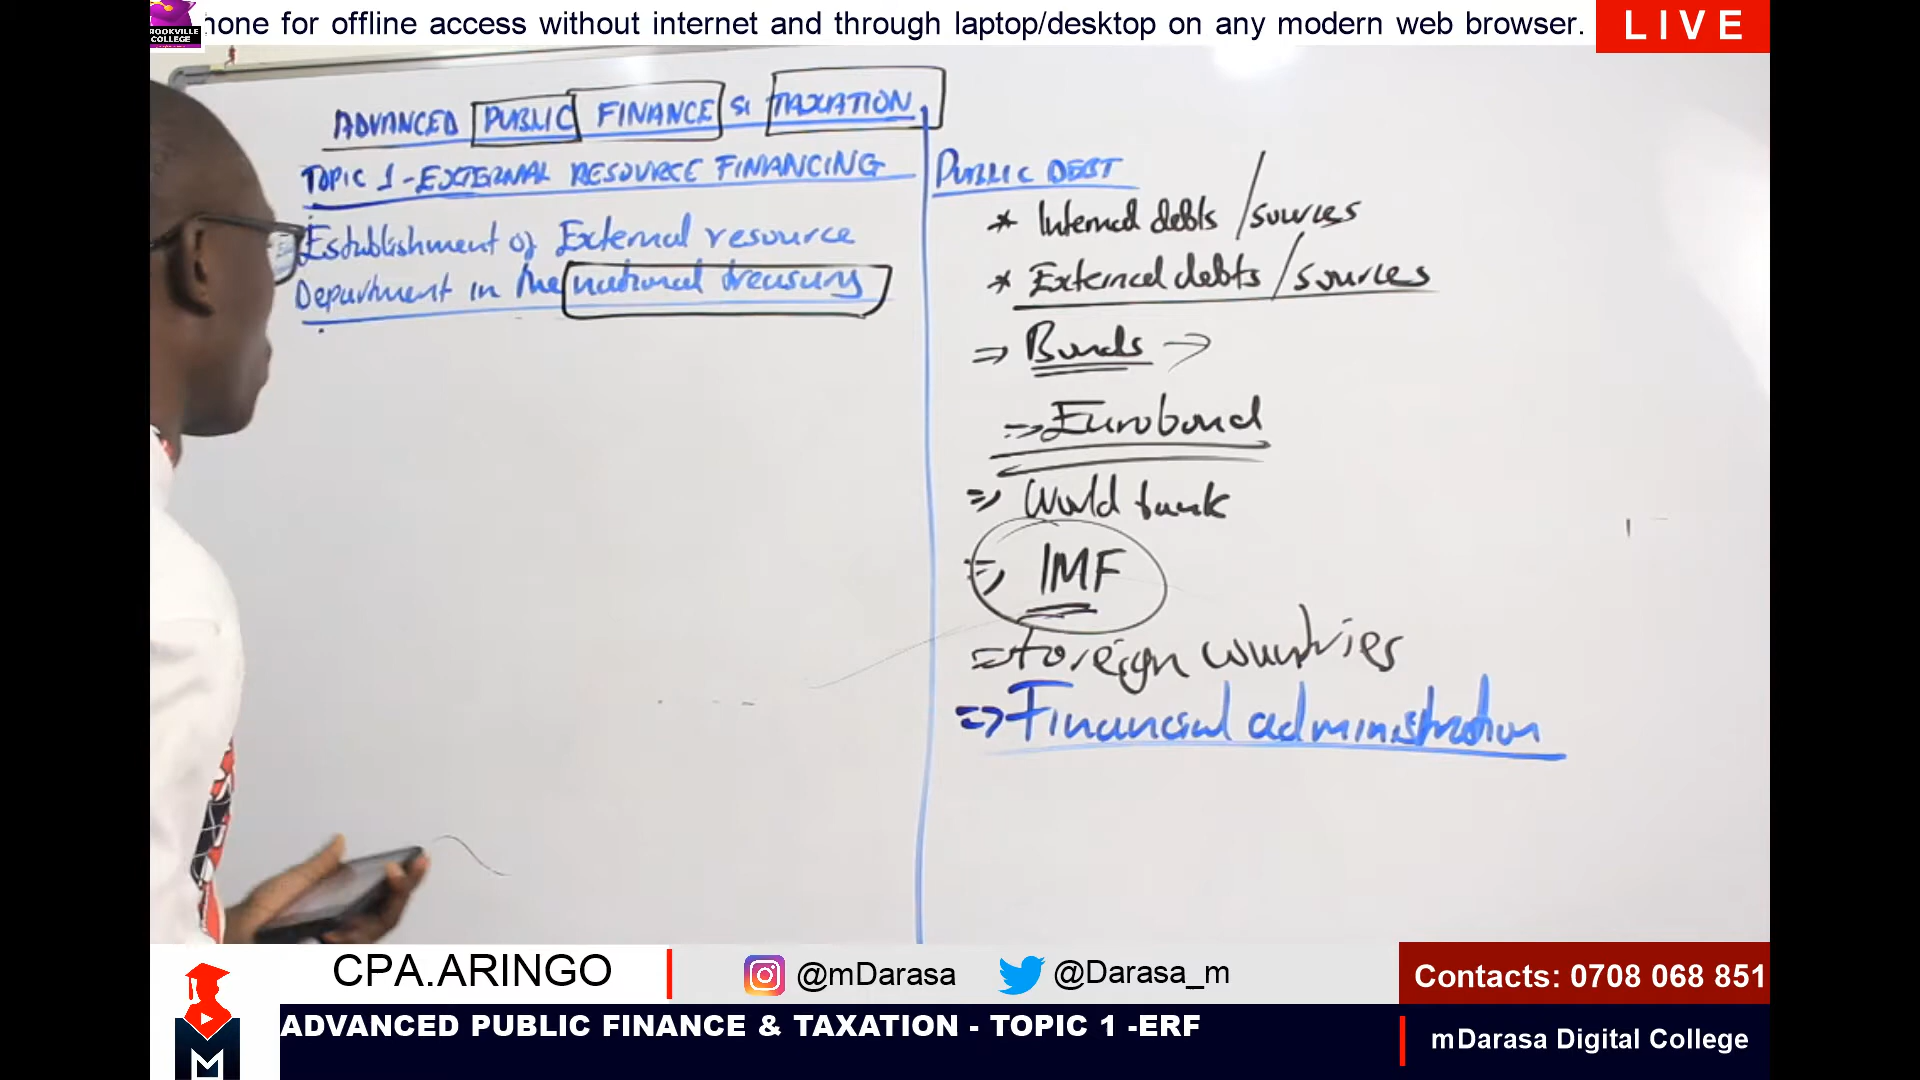 hone for offline access without internet and through laptop/desktop on any modern web browser.
LIVE
BROOKVILLE
COLLEGE
ADVANCED PUBLIC FINANCE & TAXATION
TOPIC 1 - EXTERNAL RESOURCE FINANCING
Establishment of External resource
Department in the national treasury
PUBLIC DEBT
* Internal debts / sources
* External debts / sources
⇒ Bonds →
⇒ Eurobond
⇒ World bank
⇒ IMF
⇒ foreign countries
⇒ Financial administration
CPA.ARINGO
@mDarasa
@Darasa_m
Contacts: 0708 068 851
M
ADVANCED PUBLIC FINANCE & TAXATION - TOPIC 1 -ERF
mDarasa Digital College